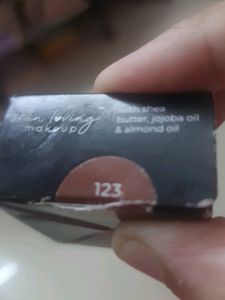 loving
makeup
with shea
butter, jojoba oil
& almond oil
123